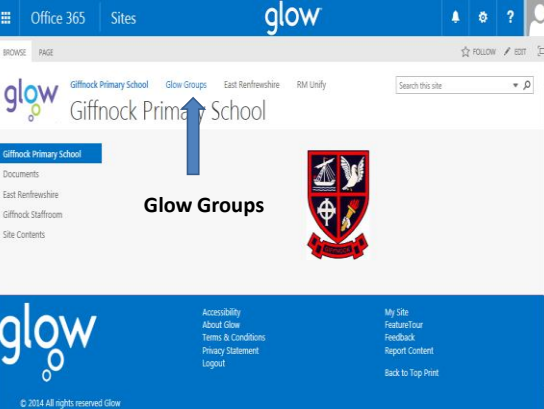 Office 365 Sites glow
?
BROWSE PAGE FOLLOW EDIT
glow
Giffnock Primary School Glow Groups East Renfrewshire RM Unify Search this site
Giffnock Primary School
Giffnock Primary School
Documents
East Renfrewshire
Giffnock Staffroom
Site Contents
Glow Groups
GIFFNOCK
glow
Accessibility
About Glow
Terms & Conditions
Privacy Statement
Logout
My Site
FeatureTour
Feedback
Report Content
Back to Top Print
© 2014 All rights reserved Glow